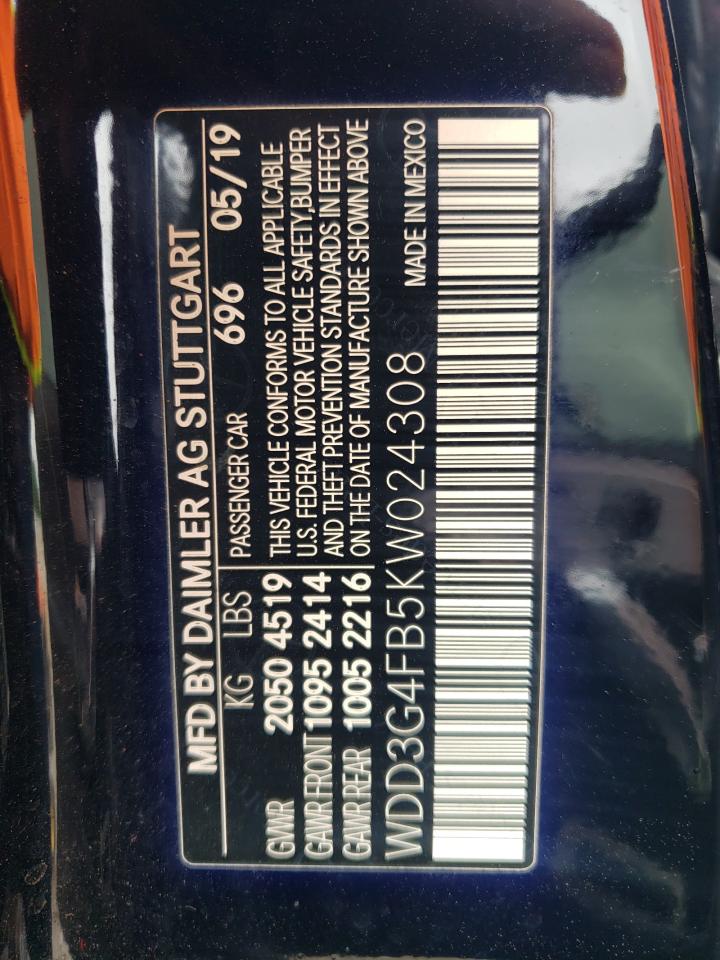 MFD BY DAIMLER AG STUTTGART
KG LBS PASSENGER CAR 696 05/19
GVWR 2050 4519 THIS VEHICLE CONFORMS TO ALL APPLICABLE
GAWR FRONT 1095 2414 U.S. FEDERAL MOTOR VEHICLE SAFETY,BUMPER
AND THEFT PREVENTION STANDARDS IN EFFECT
GAWR REAR 1005 2216 ON THE DATE OF MANUFACTURE SHOWN ABOVE
WDD3G4FB5KW024308 MADE IN MEXICO